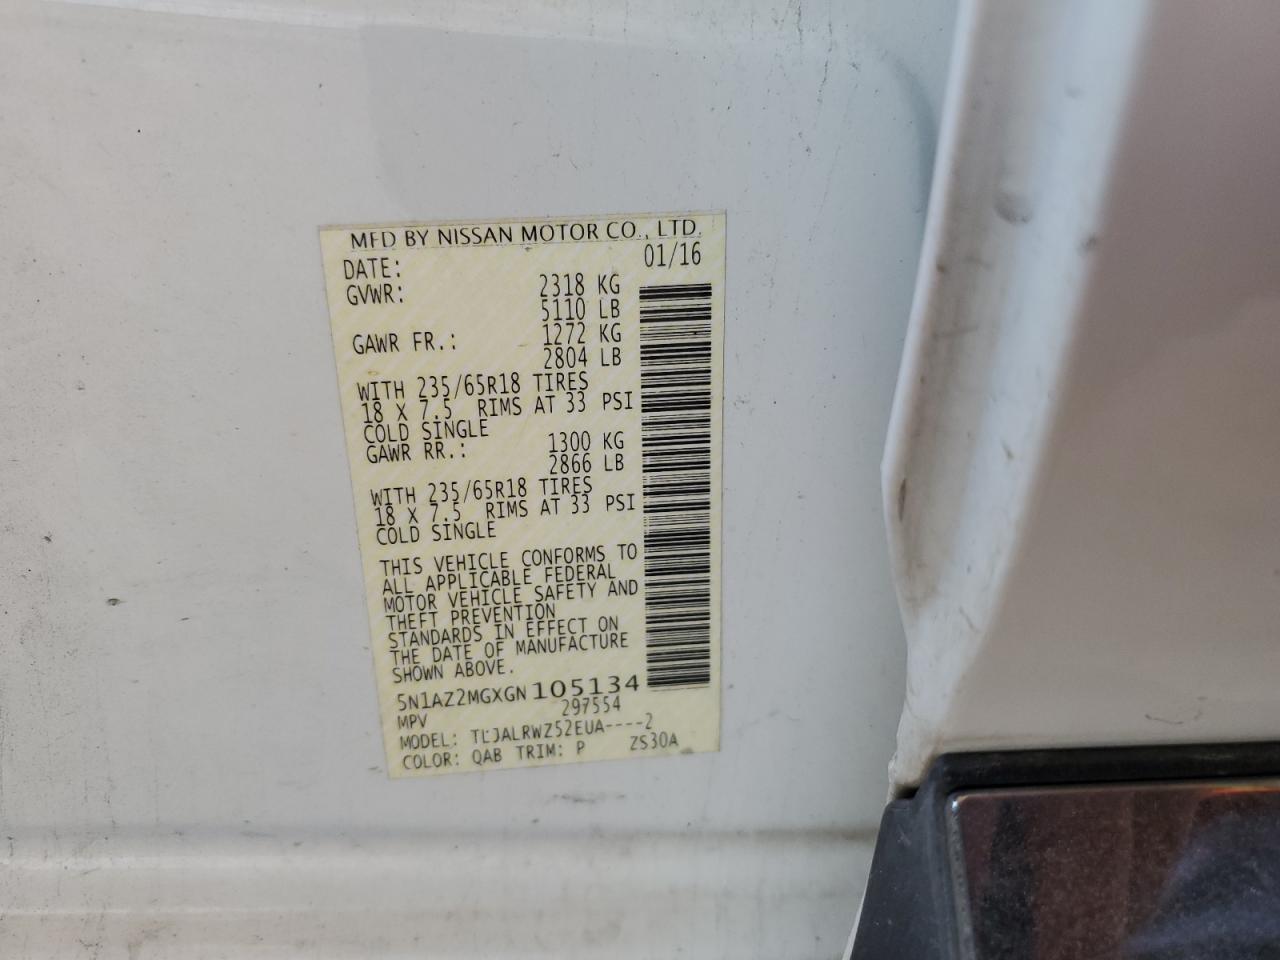 MFD BY NISSAN MOTOR CO., LTD.
DATE: 01/16
GVWR: 2318 KG
5110 LB
GAWR FR.: 1272 KG
2804 LB
WITH 235/65R18 TIRES
18 X 7.5 RIMS AT 33 PSI
COLD SINGLE
GAWR RR.: 1300 KG
2866 LB
WITH 235/65R18 TIRES
18 X 7.5 RIMS AT 33 PSI
COLD SINGLE
THIS VEHICLE CONFORMS TO
ALL APPLICABLE FEDERAL
MOTOR VEHICLE SAFETY AND
THEFT PREVENTION
STANDARDS IN EFFECT ON
THE DATE OF MANUFACTURE
SHOWN ABOVE.
5N1AZ2MGXGN105134
MPV 297554
MODEL: TLJALRWZ52EUA----2
COLOR: QAB TRIM: P ZS30A